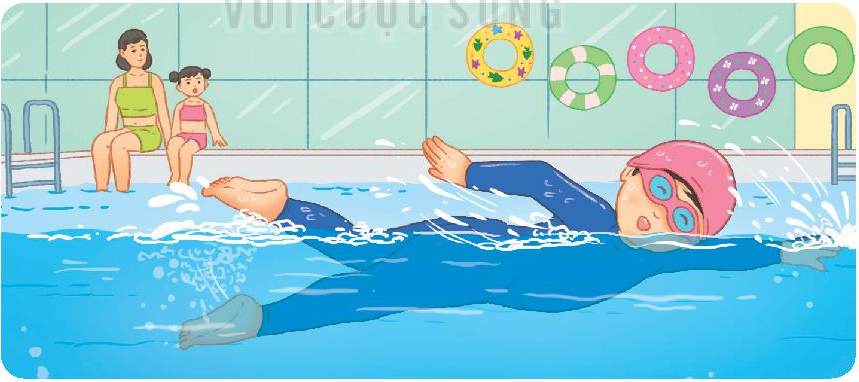 VỚI CUỘC SỐNG